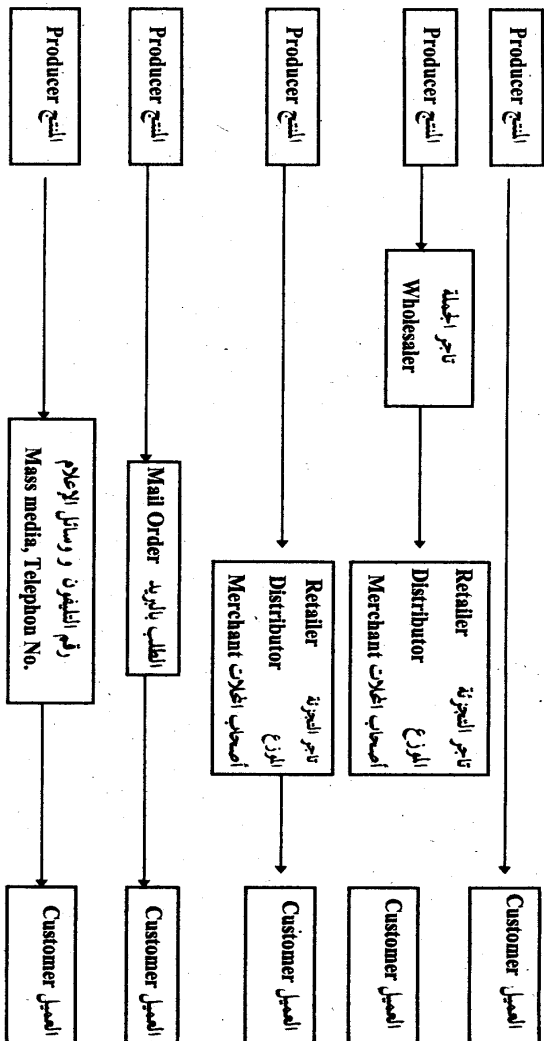 Producer المنتج
Customer العميل
Producer المنتج
تاجر الجملة
Wholesaler
Retailer تاجر التجزئة
Distributor الموزع
Merchant أصحاب المحلات
Customer العميل
Producer المنتج
Retailer تاجر التجزئة
Distributor الموزع
Merchant أصحاب المحلات
Customer العميل
Producer المنتج
Mail Order الطلب بالبريد
Customer العميل
Producer المنتج
رقم التليفون و وسائل الإعلام
Mass media, Telephon No.
Customer العميل